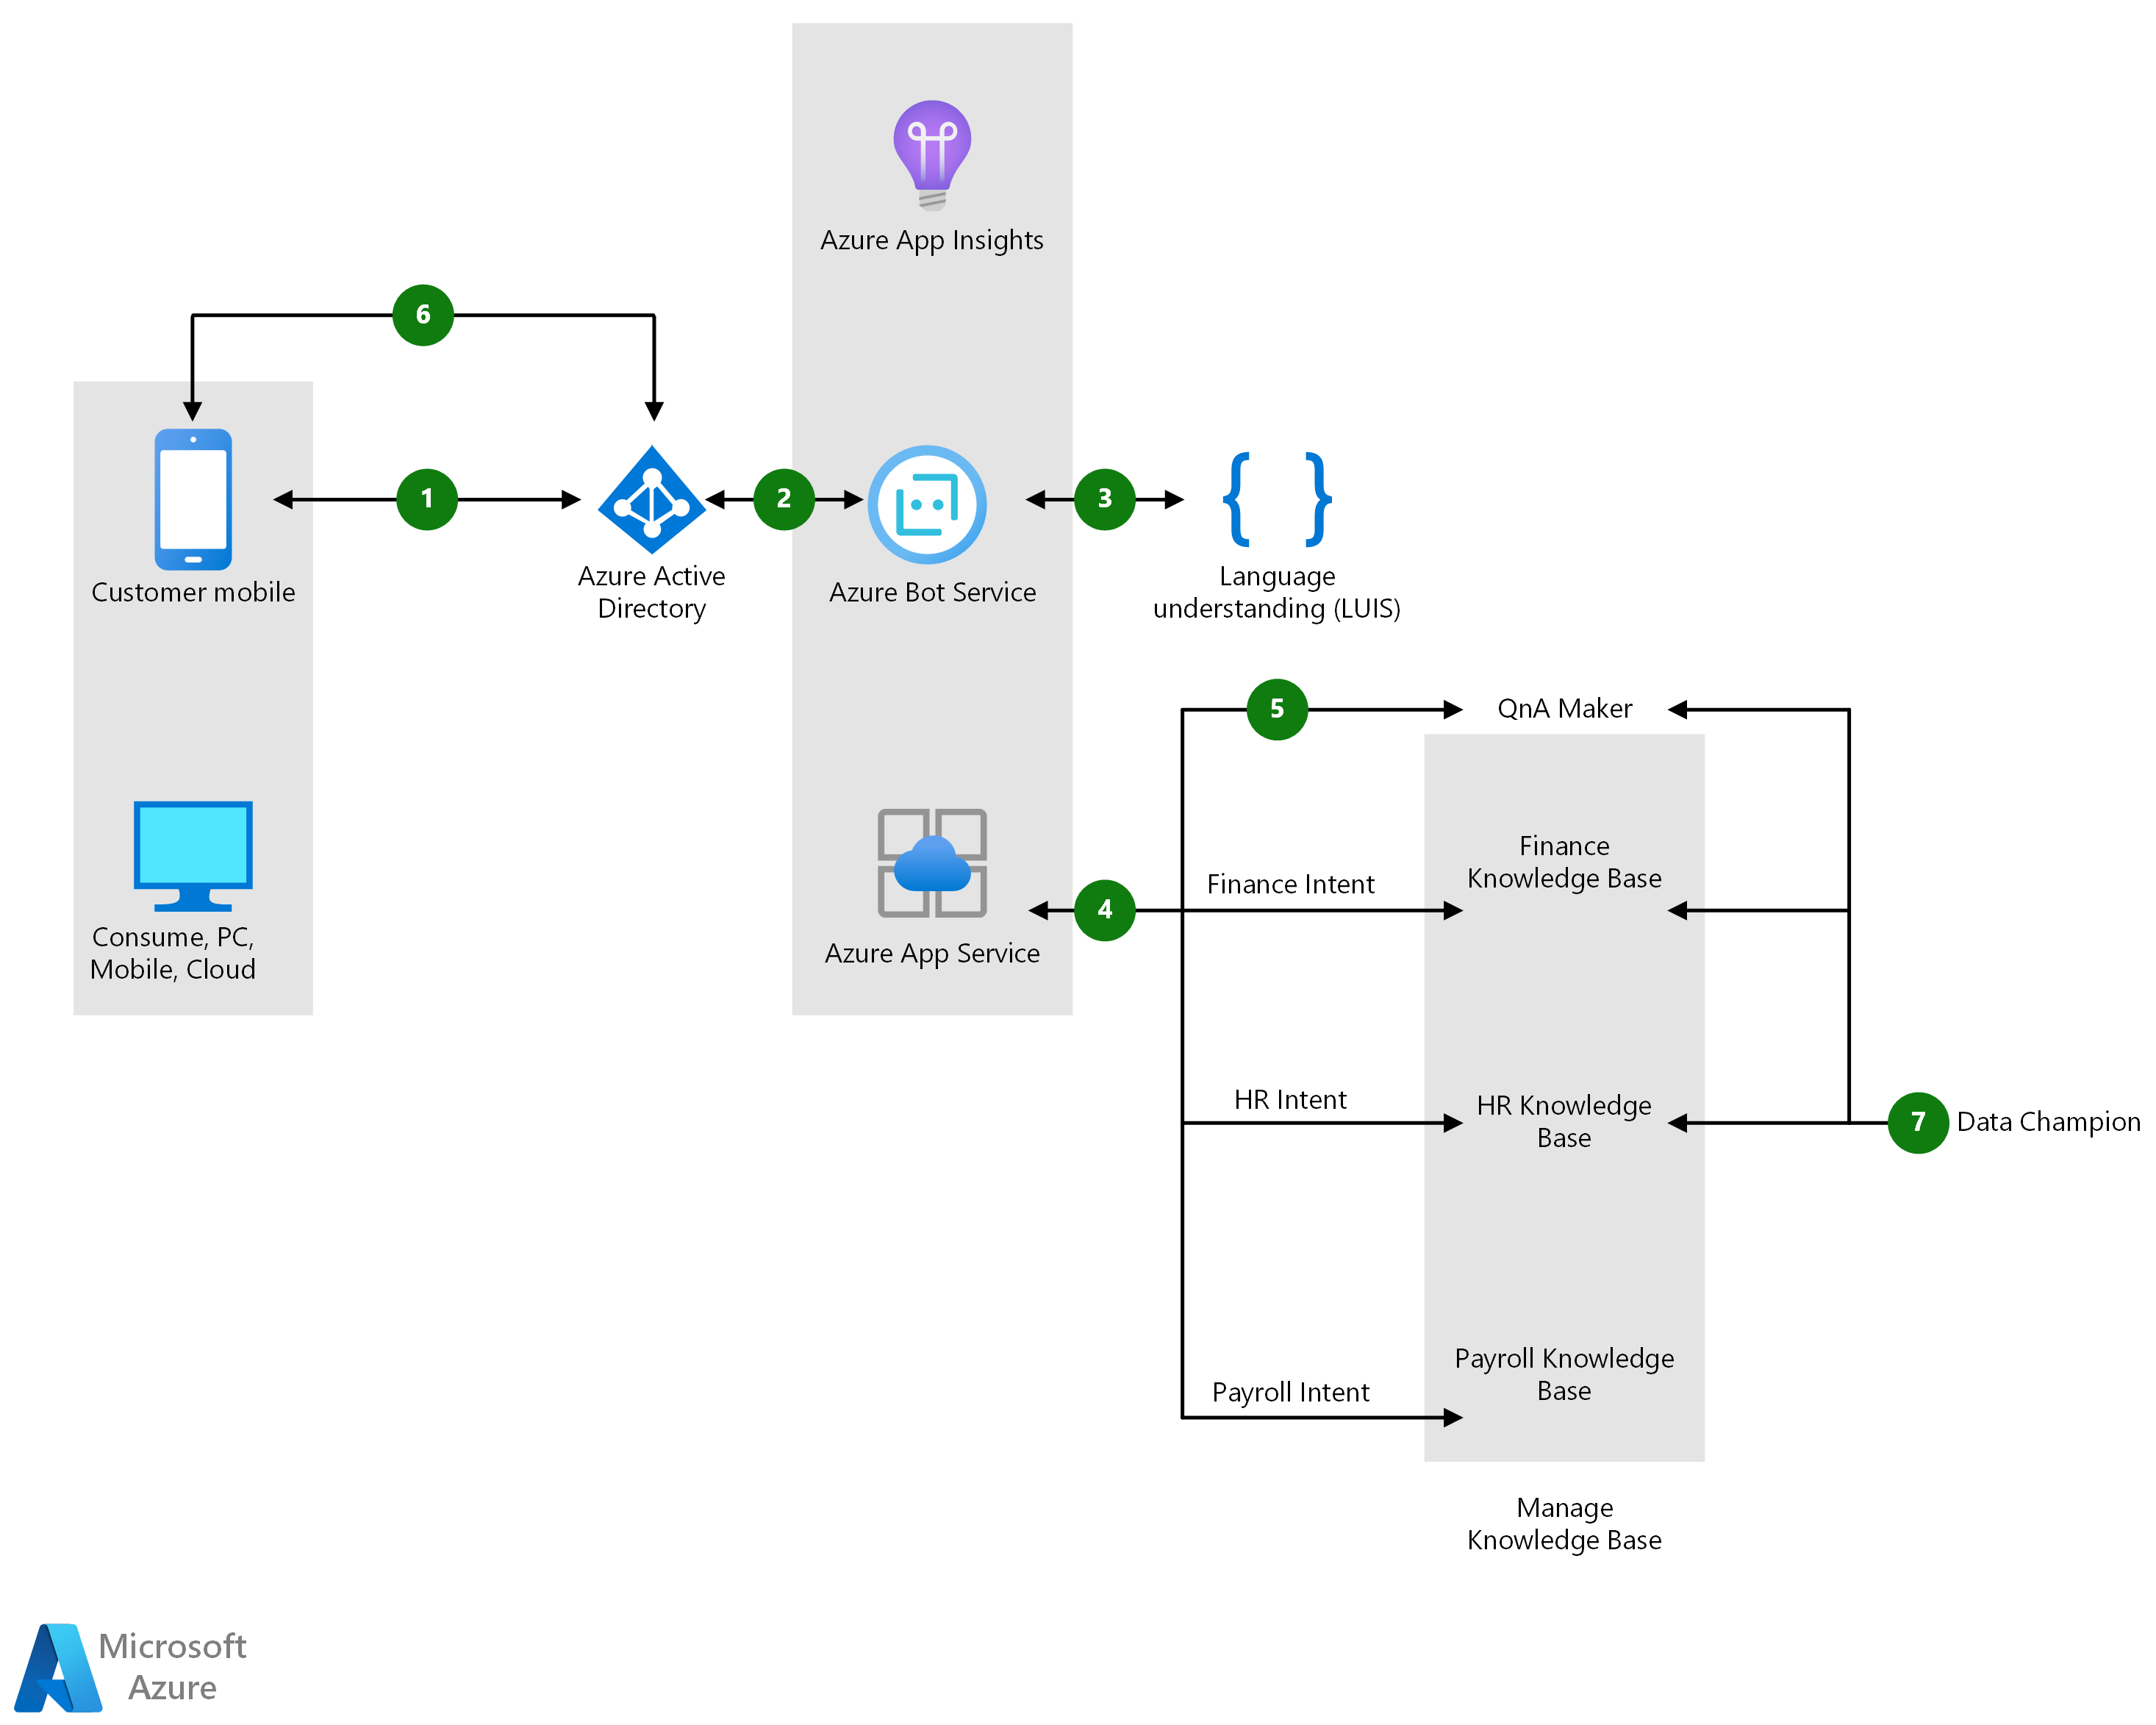 Azure App Insights
6
1
2
3
Customer mobile
Azure Active
Directory
Azure Bot Service
Language
understanding (LUIS)
5
QnA Maker
Finance
Knowledge Base
Finance Intent
4
Consume, PC,
Mobile, Cloud
Azure App Service
HR Intent
HR Knowledge
Base
7
Data Champion
Payroll Knowledge
Base
Payroll Intent
Manage
Knowledge Base
Microsoft
Azure